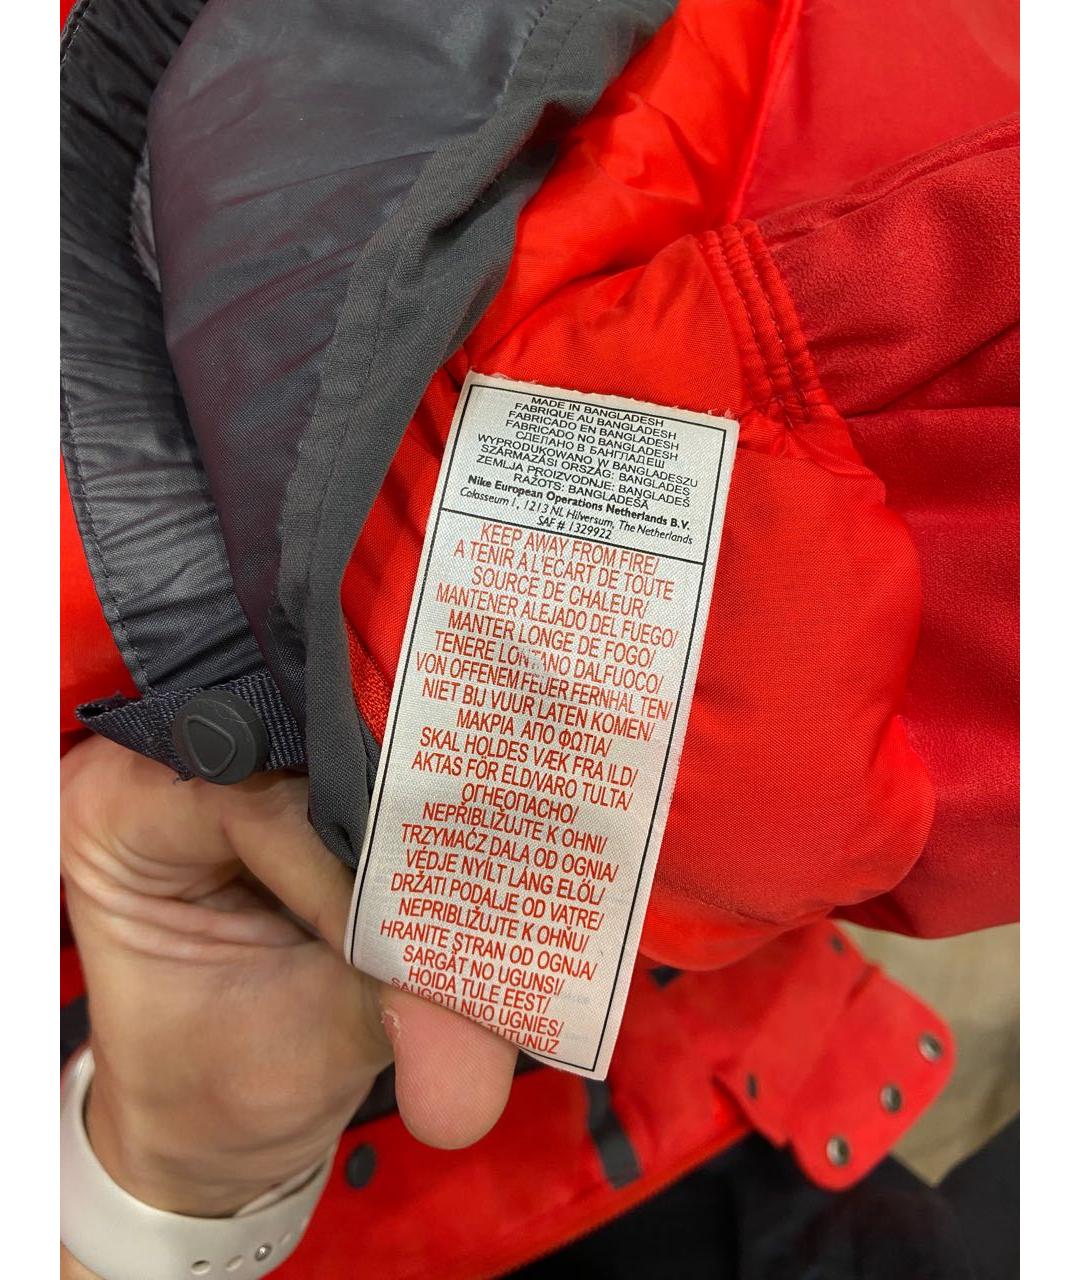 MADE IN BANGLADESH
FABRIQUE AU BANGLADESH
FABRICADO EN BANGLADESH
FABRICADO NO BANGLADESH
СДЕЛАНО В БАНГЛАДЕШ
WYPRODUKOWANO W BANGLADESZU
SZÁRMAZÁSI ORSZÁG: BANGLADES
ZEMLJA PROIZVODNJE: BANGLADEŠ
RAŽOTS: BANGLADEŠĀ
Nike European Operations Netherlands B.V.
Colosseum 1, 1213 NL Hilversum, The Netherlands
SAF # 1329922
KEEP AWAY FROM FIRE/
A TENIR A L'ECART DE TOUTE
SOURCE DE CHALEUR/
MANTENER ALEJADO DEL FUEGO/
MANTER LONGE DE FOGO/
TENERE LONTANO DALFUOCO/
VON OFFENEM FEUER FERNHALTEN/
NIET BIJ VUUR LATEN KOMEN/
ΜΑΚΡΙΑ ΑΠΟ ΦΩΤΙΑ/
SKAL HOLDES VÆK FRA ILD/
AKTAS FÖR ELD/VARO TULTA/
ОГНЕОПАСНО/
NEPŘIBLIŽUJTE K OHNI/
TRZYMAĆZ DALA OD OGNIA/
VÉDJE NYÍLT LÁNG ELŐL/
DRŽATI PODALJE OD VATRE/
NEPRIBLIŽUJTE K OHŇU/
HRANITE STRAN OD OGNJA/
SARGĀT NO UGUNS!/
HOIDA TULE EEST/
SAUGOTI NUO UGNIES/
TUTUNUZ